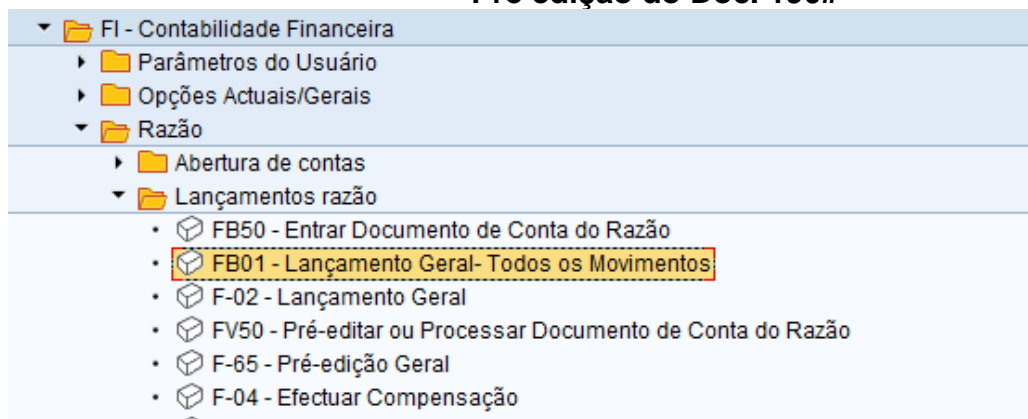 FI - Contabilidade Financeira
Parâmetros do Usuário
Opções Actuais/Gerais
Razão
Abertura de contas
Lançamentos razão
FB50 - Entrar Documento de Conta do Razão
FB01 - Lançamento Geral- Todos os Movimentos
F-02 - Lançamento Geral
FV50 - Pré-editar ou Processar Documento de Conta do Razão
F-65 - Pré-edição Geral
F-04 - Efectuar Compensação